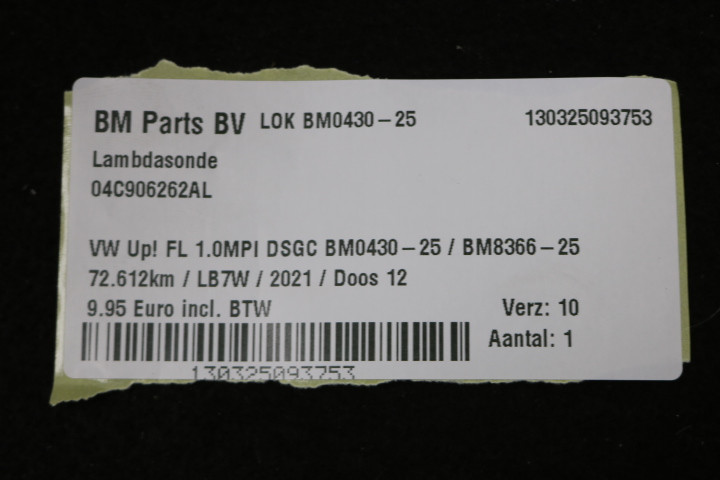 BM Parts BV LOK BM0430-25 130325093753
Lambdasonde
04C906262AL
VW Up! FL 1.0MPI DSGC BM0430-25 / BM8366-25
72.612km / LB7W / 2021 / Doos 12
9.95 Euro incl. BTW Verz: 10
Aantal: 1
130325093753